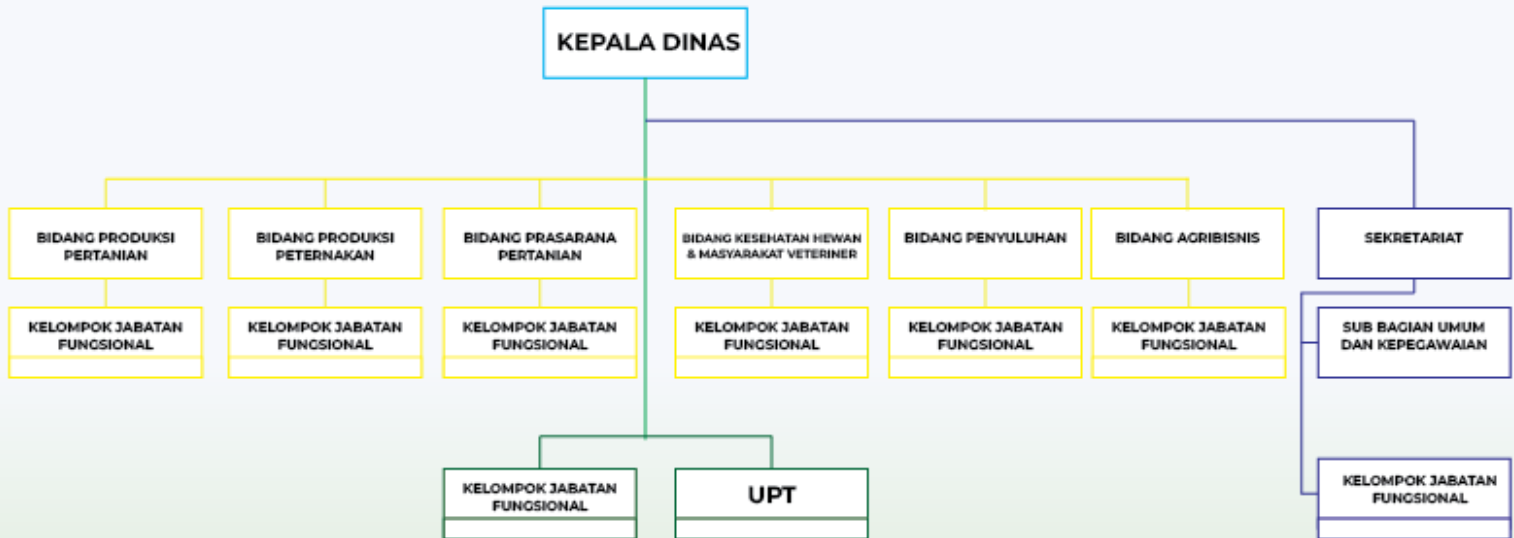 KEPALA DINAS
BIDANG PRODUKSI
PERTANIAN
BIDANG PRODUKSI
PETERNAKAN
BIDANG PRASARANA
PERTANIAN
BIDANG KESEHATAN HEWAN
& MASYARAKAT VETERINER
BIDANG PENYULUHAN
BIDANG AGRIBISNIS
SEKRETARIAT
KELOMPOK JABATAN
FUNGSIONAL
KELOMPOK JABATAN
FUNGSIONAL
KELOMPOK JABATAN
FUNGSIONAL
KELOMPOK JABATAN
FUNGSIONAL
KELOMPOK JABATAN
FUNGSIONAL
KELOMPOK JABATAN
FUNGSIONAL
SUB BAGIAN UMUM
DAN KEPEGAWAIAN
KELOMPOK JABATAN
FUNGSIONAL
UPT
KELOMPOK JABATAN
FUNGSIONAL